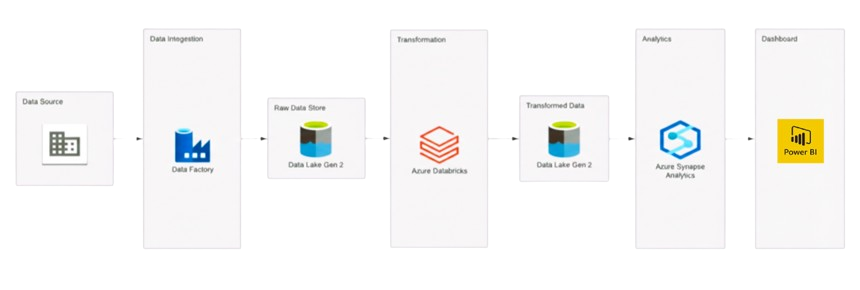 Data Source
Data Integestion
Data Factory
Raw Date Store
Data Lake Gen 2
Transformation
Azure Databricks
Transformed Data
Data Lake Gen 2
Analytics
Azure Synapse
Analytics
Dashboard
Power BI